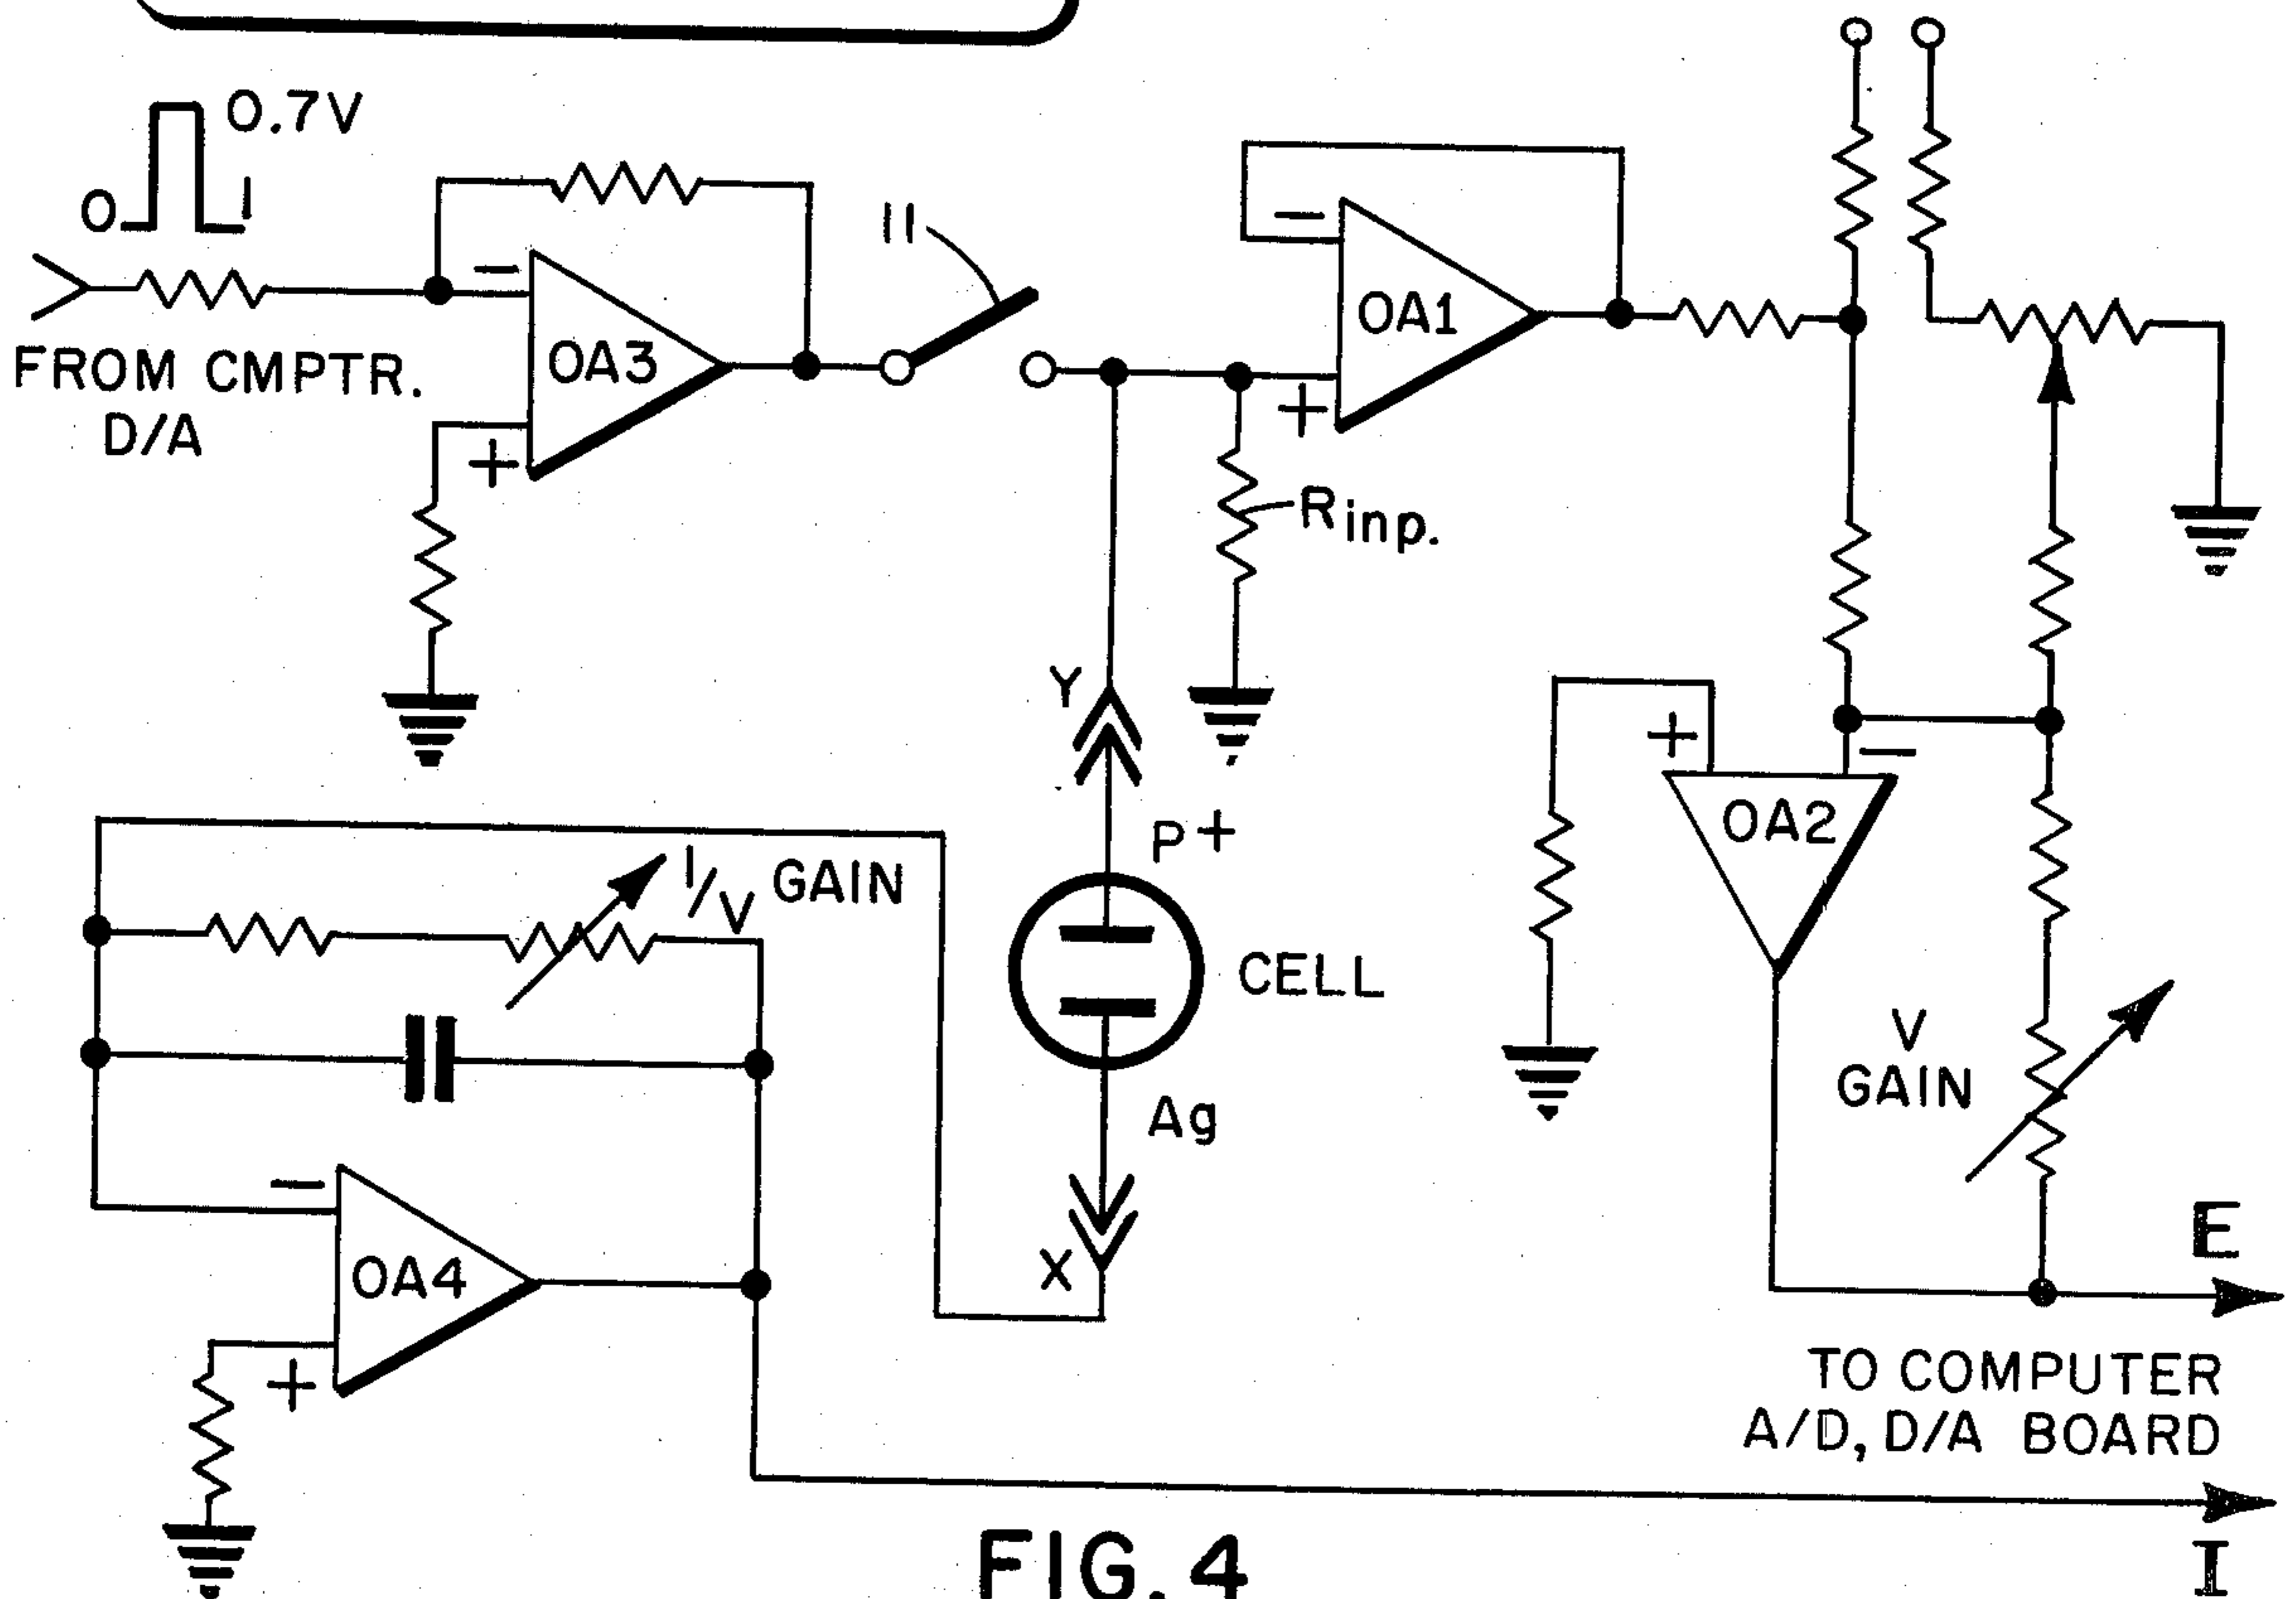 0.7V
0
1
FROM CMPTR.
D/A
-
OA3
+
11
-
OA1
+
Rinp.
Y
P+
CELL
Ag
X
I/V GAIN
-
OA4
+
+
-
OA2
V
GAIN
E
TO COMPUTER
A/D, D/A BOARD
I
FIG.4